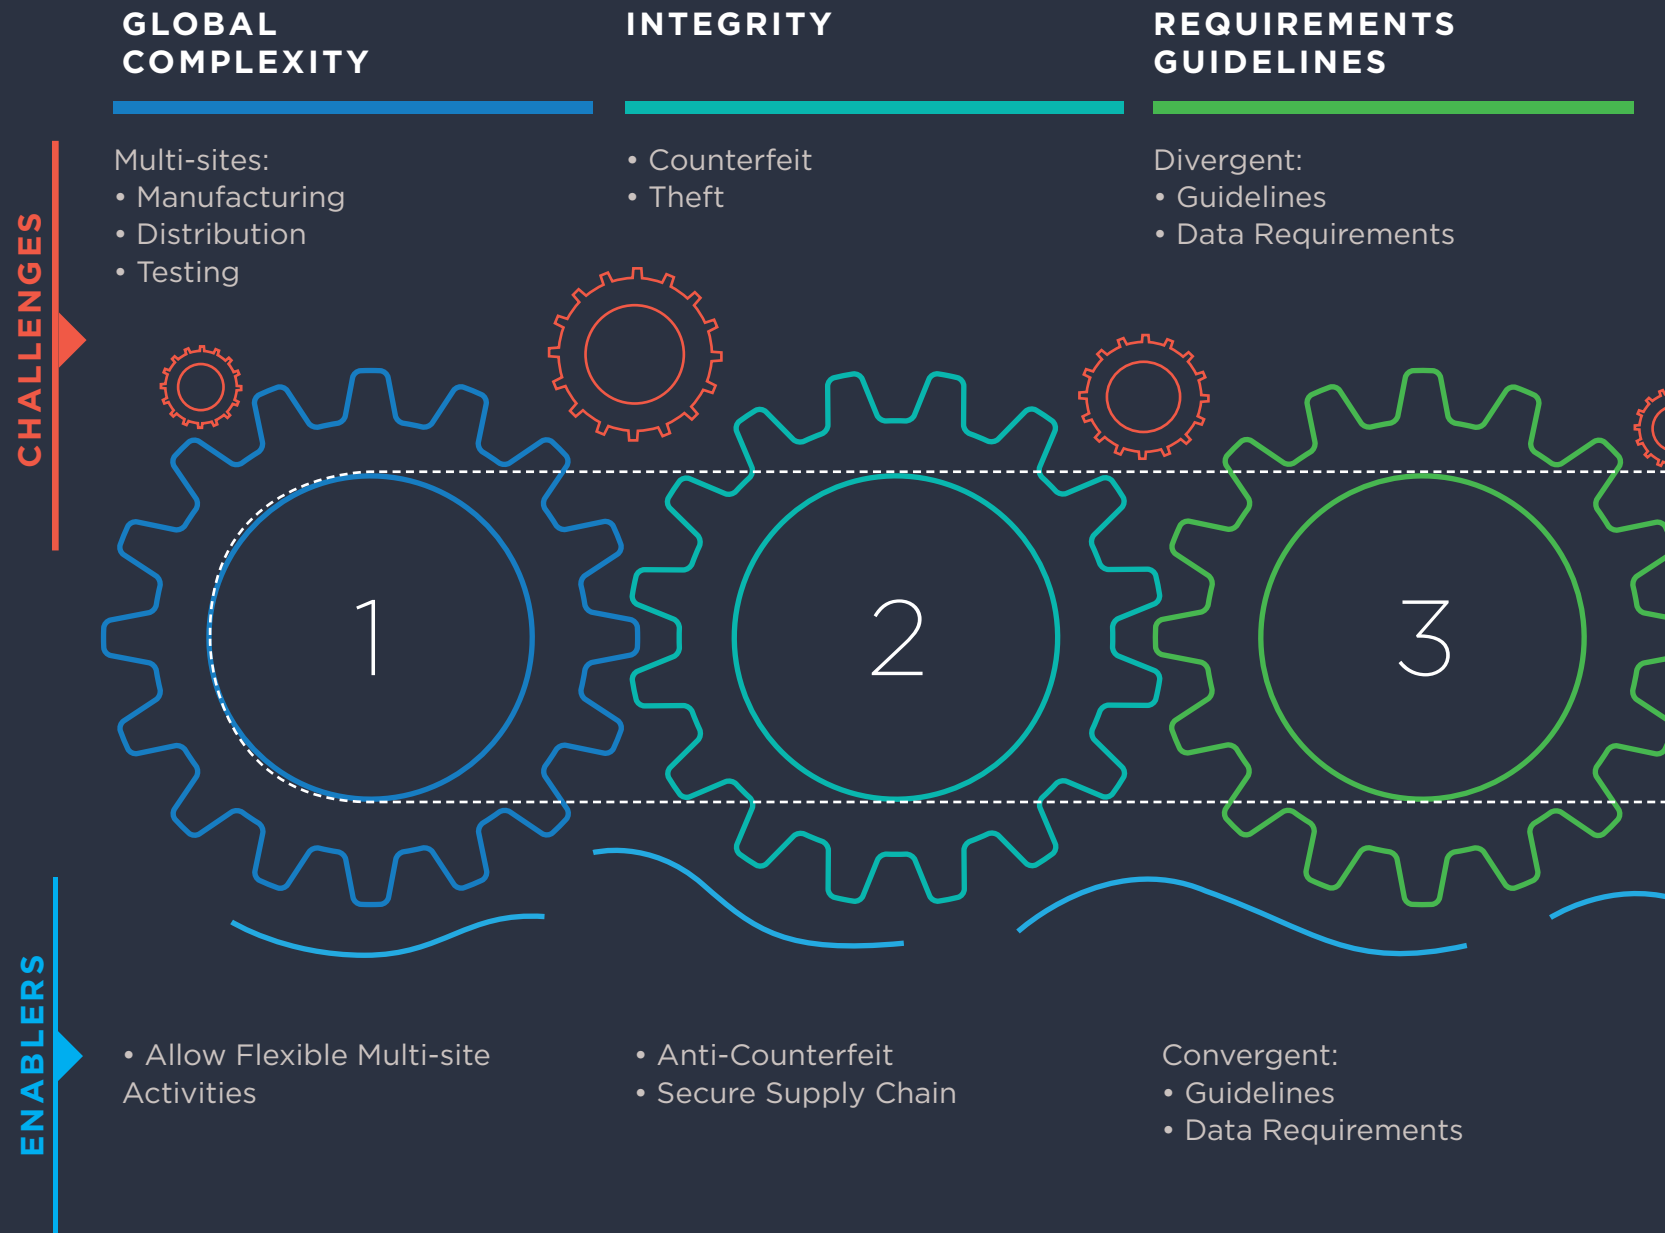 GLOBAL
COMPLEXITY
INTEGRITY
REQUIREMENTS
GUIDELINES
CHALLENGES
Multi-sites:
• Manufacturing
• Distribution
• Testing
• Counterfeit
• Theft
Divergent:
• Guidelines
• Data Requirements
1
2
3
ENABLERS
• Allow Flexible Multi-site
Activities
• Anti-Counterfeit
• Secure Supply Chain
Convergent:
• Guidelines
• Data Requirements